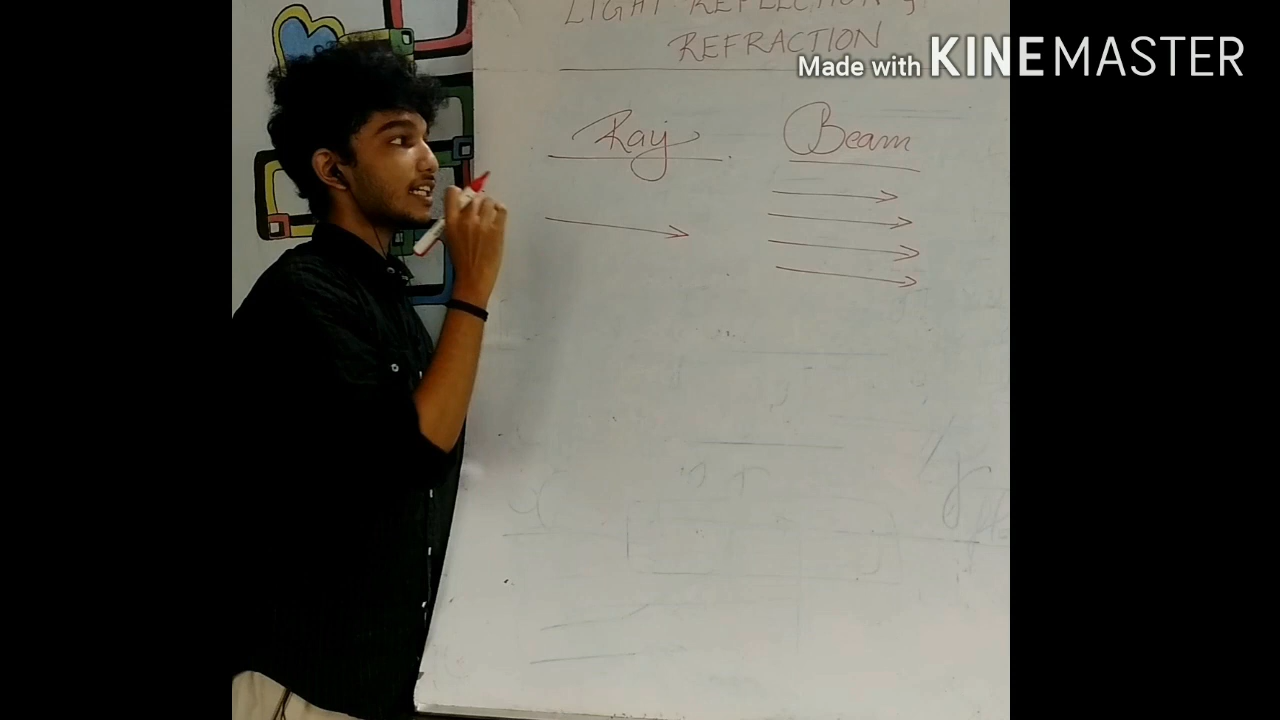 LIGHT REFLECTION &
REFRACTION
Made with KINEMASTER
Ray
Beam